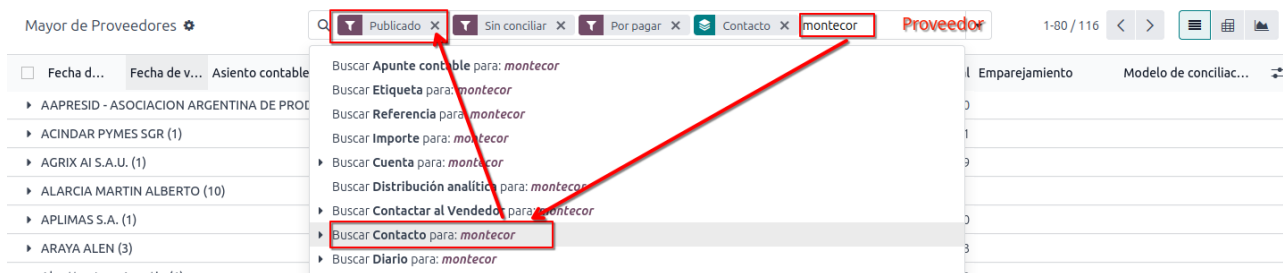 Mayor de Proveedores
Publicado Sin conciliar Por pagar Contacto montecor Proveedor
1-80 / 116
Fecha d... Fecha de v... Asiento contable Emparejamiento Modelo de conciliac...
Buscar Apunte contable para: montecor
Buscar Etiqueta para: montecor
Buscar Referencia para: montecor
Buscar Importe para: montecor
Buscar Cuenta para: montecor
Buscar Distribución analítica para: montecor
Buscar Contactar al Vendedor para: montecor
Buscar Contacto para: montecor
Buscar Diario para: montecor
AAPRESID - ASOCIACION ARGENTINA DE PROD
ACINDAR PYMES SGR (1)
AGRIX AI S.A.U. (1)
ALARCIA MARTIN ALBERTO (10)
APLIMAS S.A. (1)
ARAYA ALEN (3)